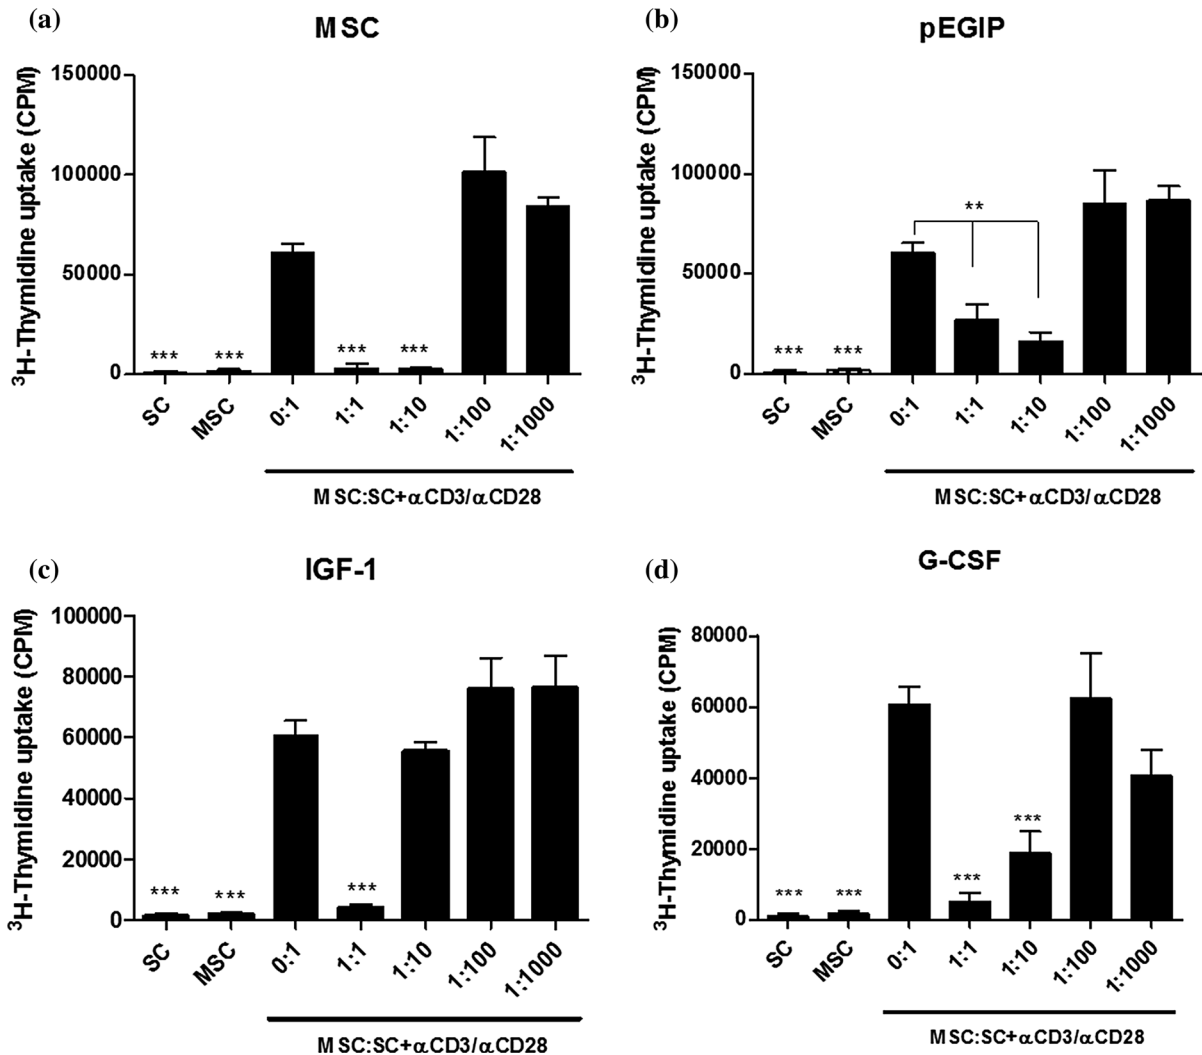 (a)
MSC
³H-Thymidine uptake (CPM)
150000
100000
50000
0
***
***
***
***
SC
MSC
0:1
1:1
1:10
1:100
1:1000
MSC:SC+αCD3/αCD28
(b)
pEGIP
³H-Thymidine uptake (CPM)
150000
100000
50000
0
***
***
**
SC
MSC
0:1
1:1
1:10
1:100
1:1000
MSC:SC+αCD3/αCD28
(c)
IGF-1
³H-Thymidine uptake (CPM)
100000
80000
60000
40000
20000
0
***
***
***
SC
MSC
0:1
1:1
1:10
1:100
1:1000
MSC:SC+αCD3/αCD28
(d)
G-CSF
³H-Thymidine uptake (CPM)
80000
60000
40000
20000
0
***
***
***
***
SC
MSC
0:1
1:1
1:10
1:100
1:1000
MSC:SC+αCD3/αCD28